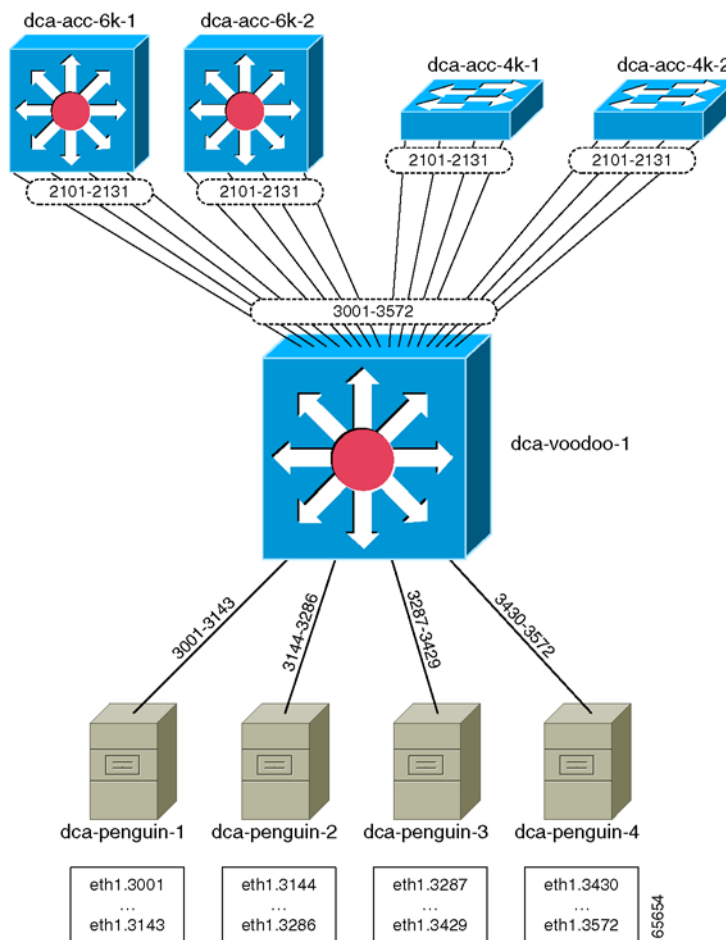 dca-acc-6k-1
dca-acc-6k-2
dca-acc-4k-1
dca-acc-4k-2
2101-2131
2101-2131
2101-2131
2101-2131
3001-3572
dca-voodoo-1
3001-3143
3144-3286
3287-3429
3430-3572
dca-penguin-1
dca-penguin-2
dca-penguin-3
dca-penguin-4
eth1.3001
...
eth1.3143
eth1.3144
...
eth1.3286
eth1.3287
...
eth1.3429
eth1.3430
...
eth1.3572
65654